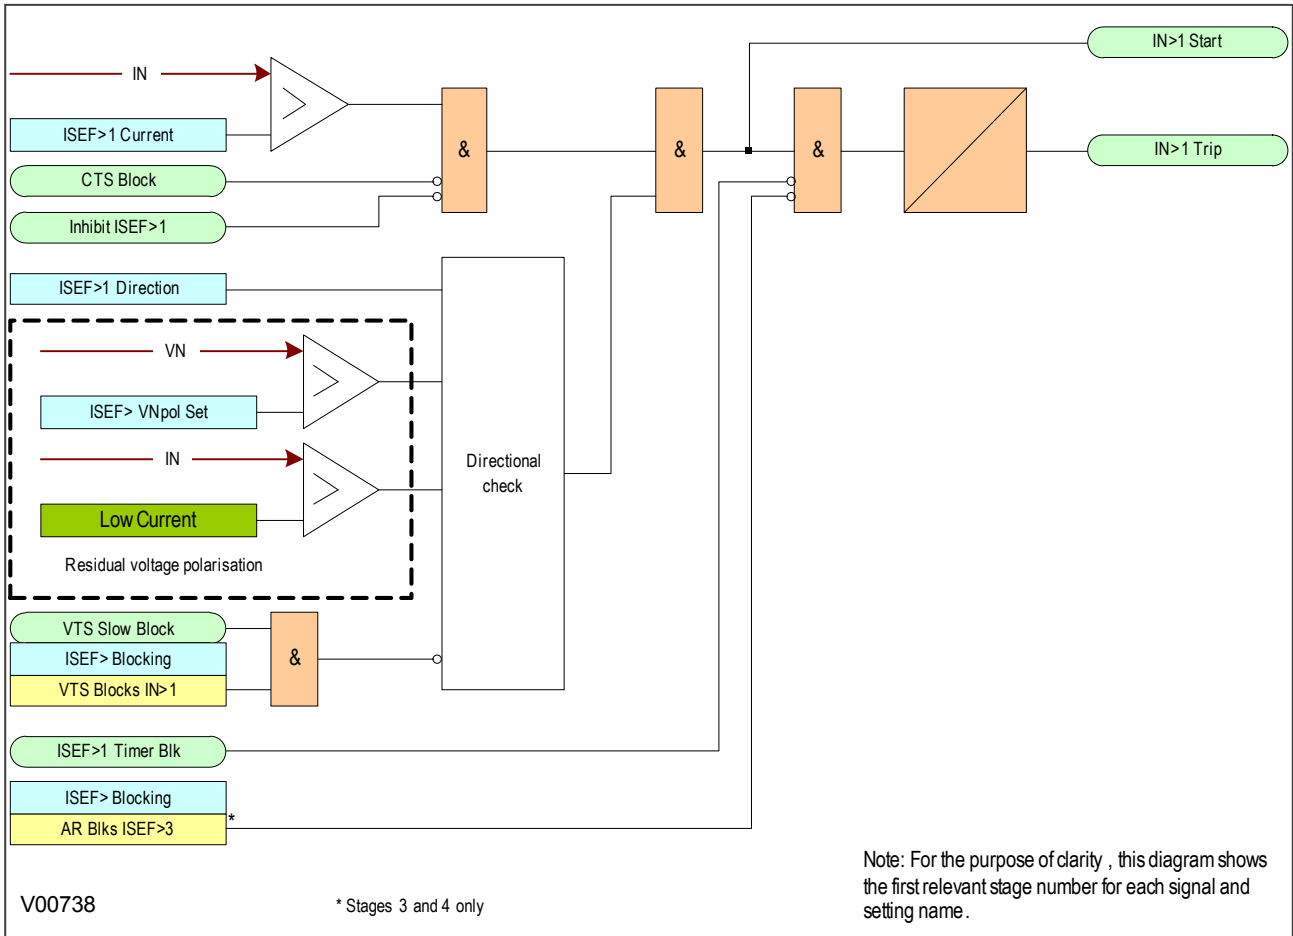 IN
IN>1 Start
ISEF>1 Current
&
&
&
IN>1 Trip
CTS Block
Inhibit ISEF>1
ISEF>1 Direction
VN
ISEF> VNpol Set
IN
Directional
check
Low Current
Residual voltage polarisation
VTS Slow Block
ISEF> Blocking
&
VTS Blocks IN>1
ISEF>1 Timer Blk
ISEF> Blocking
AR Blks ISEF>3
*
Note: For the purpose of clarity , this diagram shows
the first relevant stage number for each signal and
setting name.
V00738
* Stages 3 and 4 only